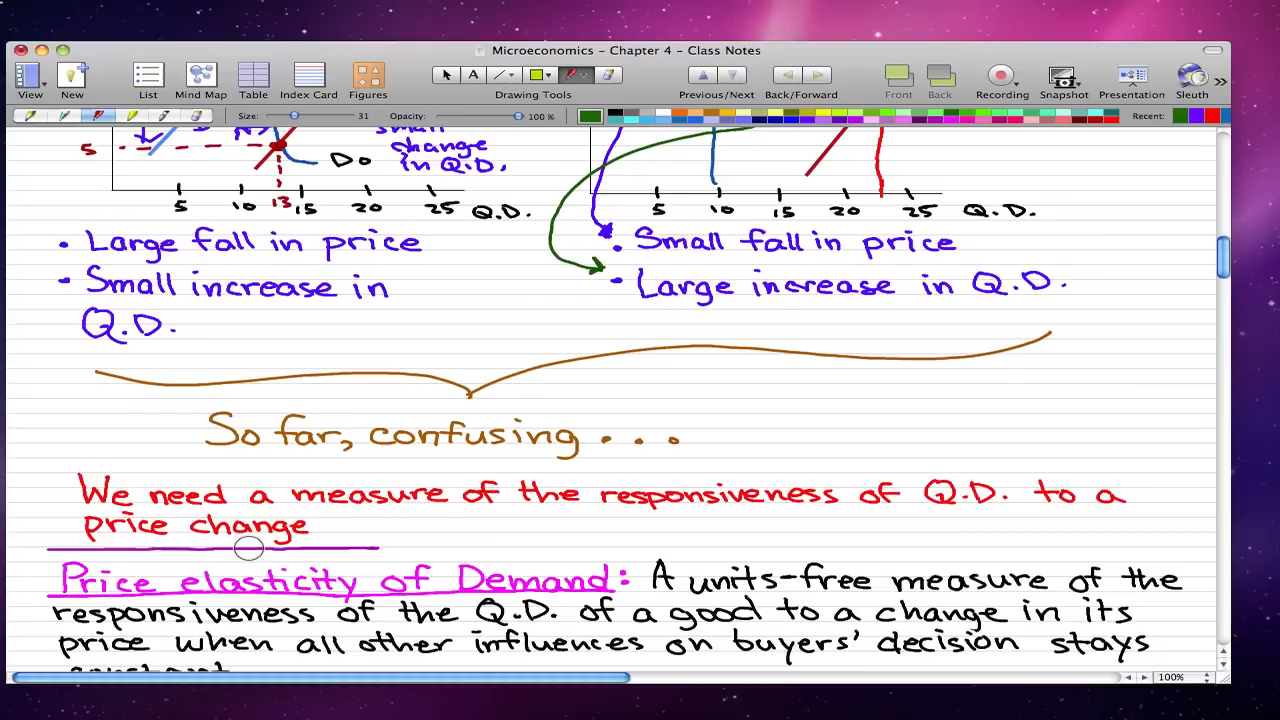 Microeconomics - Chapter 4 - Class Notes
View New List Mind Map Table Index Card Figures Drawing Tools Previous/Next Back/Forward Front Back Recording Snapshot Presentation Sleuth
Size: 31 Opacity: 100 % Recent:
small
change
in Q.D.
5
Do
5 10 13 15 20 25 Q.D.
5 10 15 20 25 Q.D.
• Large fall in price
• Small increase in
Q.D.
• Small fall in price
• Large increase in Q.D.
So far, confusing . . .
We need a measure of the responsiveness of Q.D. to a
price change
Price elasticity of Demand: A units-free measure of the
responsiveness of the Q.D. of a good to a change in its
price when all other influences on buyers' decision stays
constant
100%